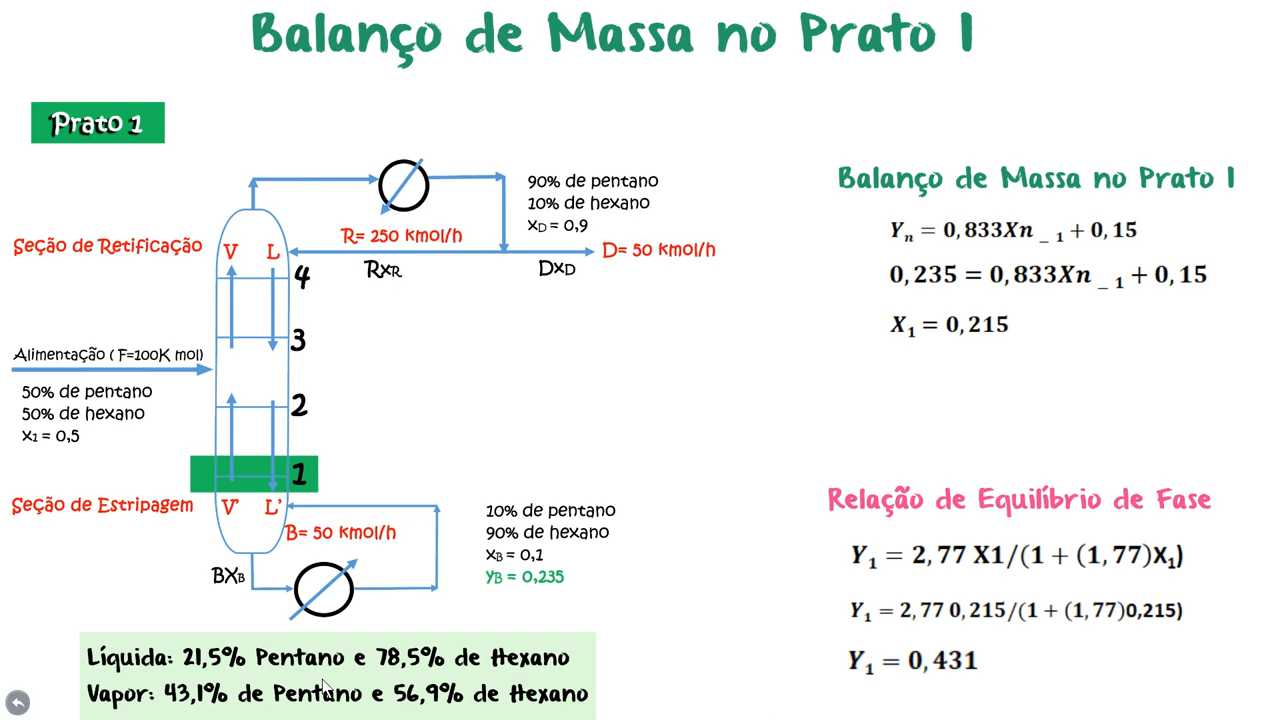 Balanço de Massa no Prato 1
Prato 1
90% de pentano
10% de hexano
xD = 0,9
R= 250 kmol/h
Seção de Retificação
V
L
D= 50 kmol/h
RxR
DxD
4
3
Alimentação ( F=100K mol)
50% de pentano
50% de hexano
x1 = 0,5
2
1
Seção de Estripagem
V'
L'
B= 50 kmol/h
10% de pentano
90% de hexano
xB = 0,1
yB = 0,235
BXB
Líquida: 21,5% Pentano e 78,5% de Hexano
Vapor: 43,1% de Pentano e 56,9% de Hexano
Balanço de Massa no Prato 1
Yn = 0,833Xn _ 1 + 0,15
0,235 = 0,833Xn _ 1 + 0,15
X1 = 0,215
Relação de Equilíbrio de Fase
Y1 = 2,77 X1/(1 + (1,77)X1)
Y1 = 2,77 0,215/(1 + (1,77)0,215)
Y1 = 0,431